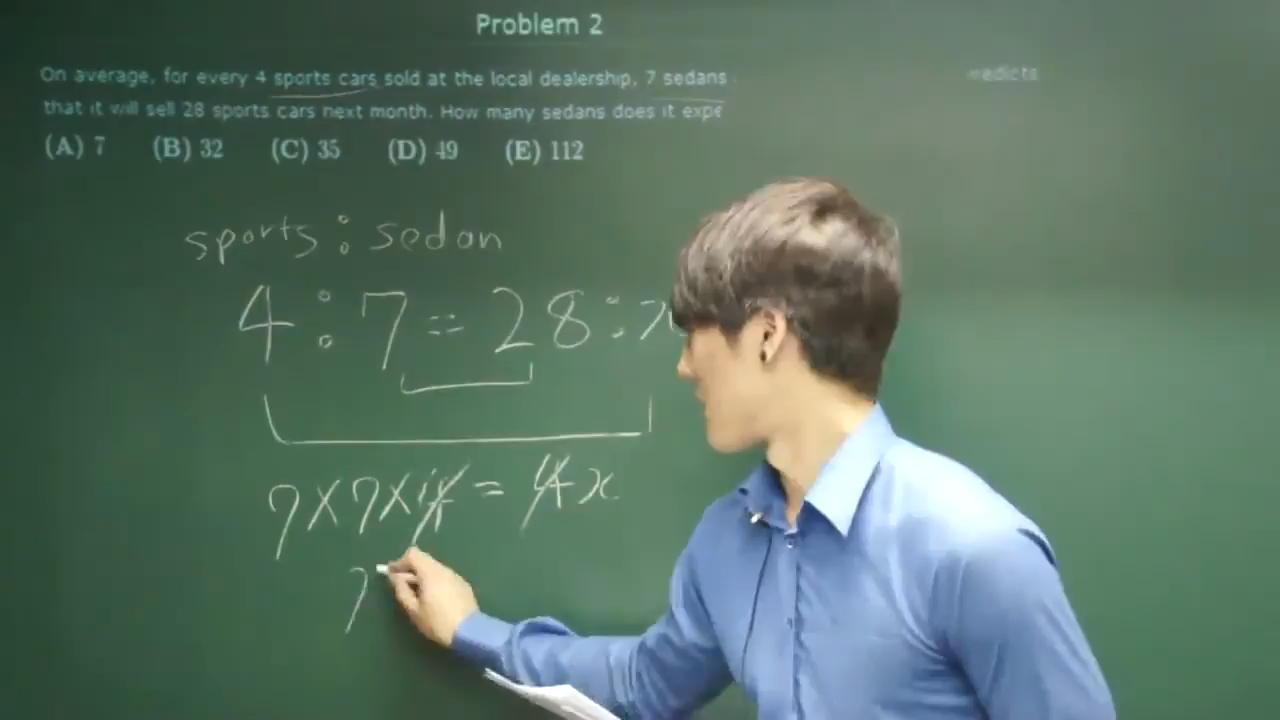 Problem 2
On average, for every 4 sports cars sold at the local dealership, 7 sedans
edicts
that it will sell 28 sports cars next month. How many sedans does it expe
(A) 7 (B) 32 (C) 35 (D) 49 (E) 112
sports : sedan
4 : 7 = 28 : x
7 × 7 × 4 = 4x
7